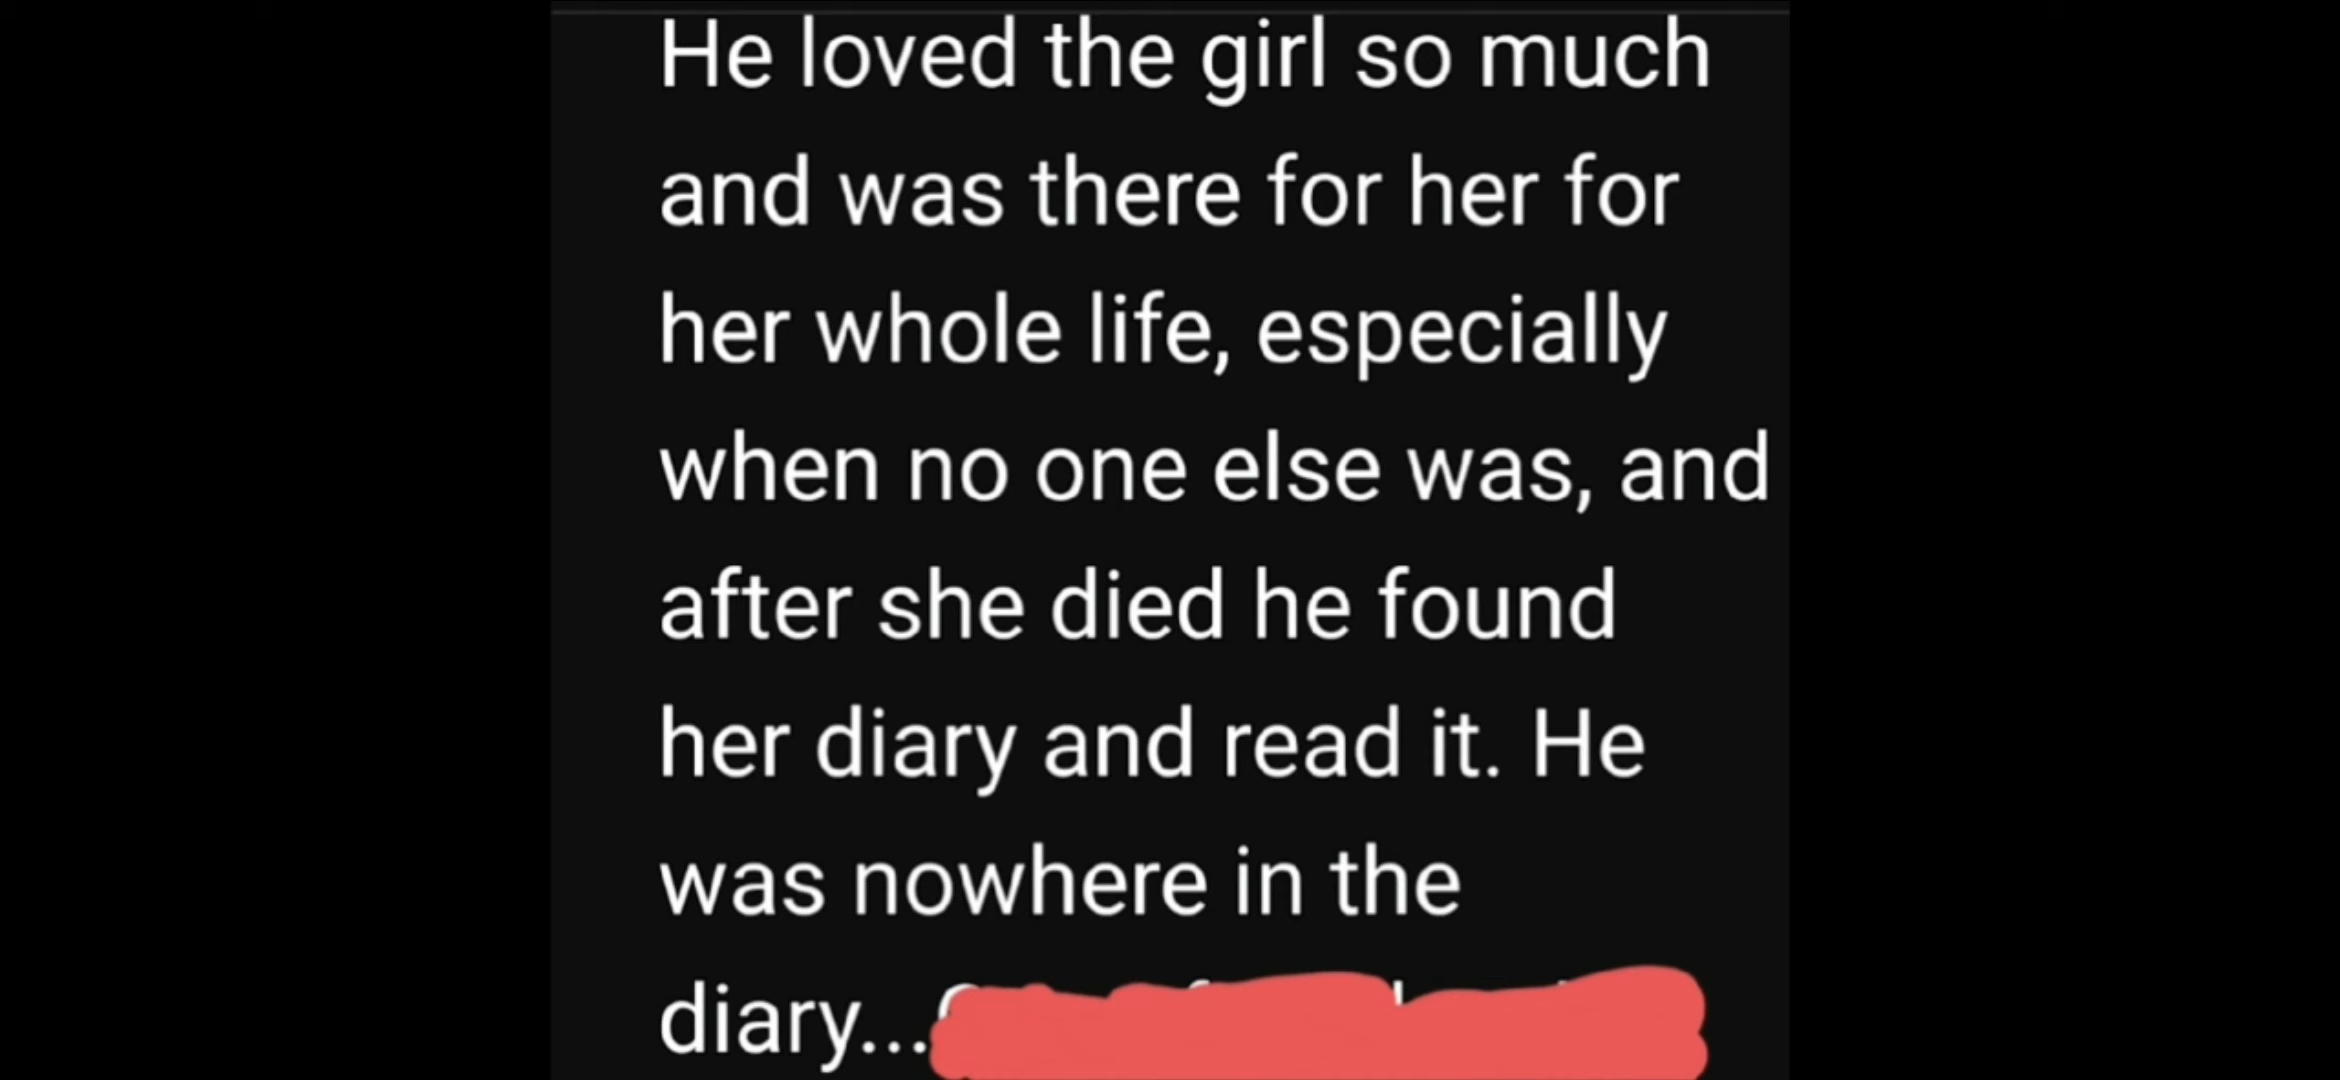 He loved the girl so much
and was there for her for
her whole life, especially
when no one else was, and
after she died he found
her diary and read it. He
was nowhere in the
diary...